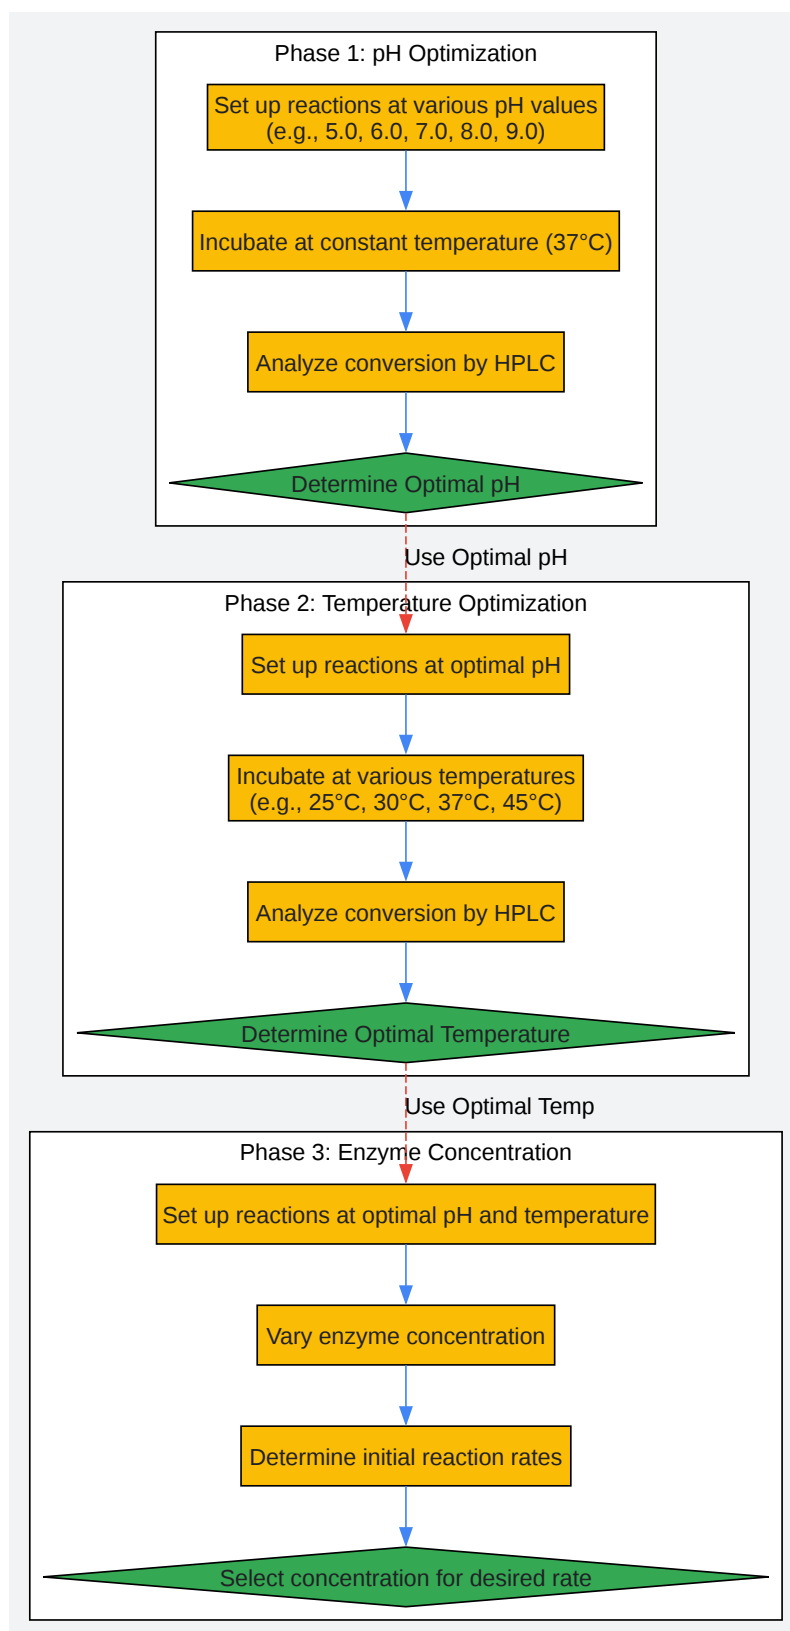 Phase 1: pH Optimization
Set up reactions at various pH values
(e.g., 5.0, 6.0, 7.0, 8.0, 9.0)
Incubate at constant temperature (37°C)
Analyze conversion by HPLC
Determine Optimal pH
Use Optimal pH
Phase 2: Temperature Optimization
Set up reactions at optimal pH
Incubate at various temperatures
(e.g., 25°C, 30°C, 37°C, 45°C)
Analyze conversion by HPLC
Determine Optimal Temperature
Use Optimal Temp
Phase 3: Enzyme Concentration
Set up reactions at optimal pH and temperature
Vary enzyme concentration
Determine initial reaction rates
Select concentration for desired rate